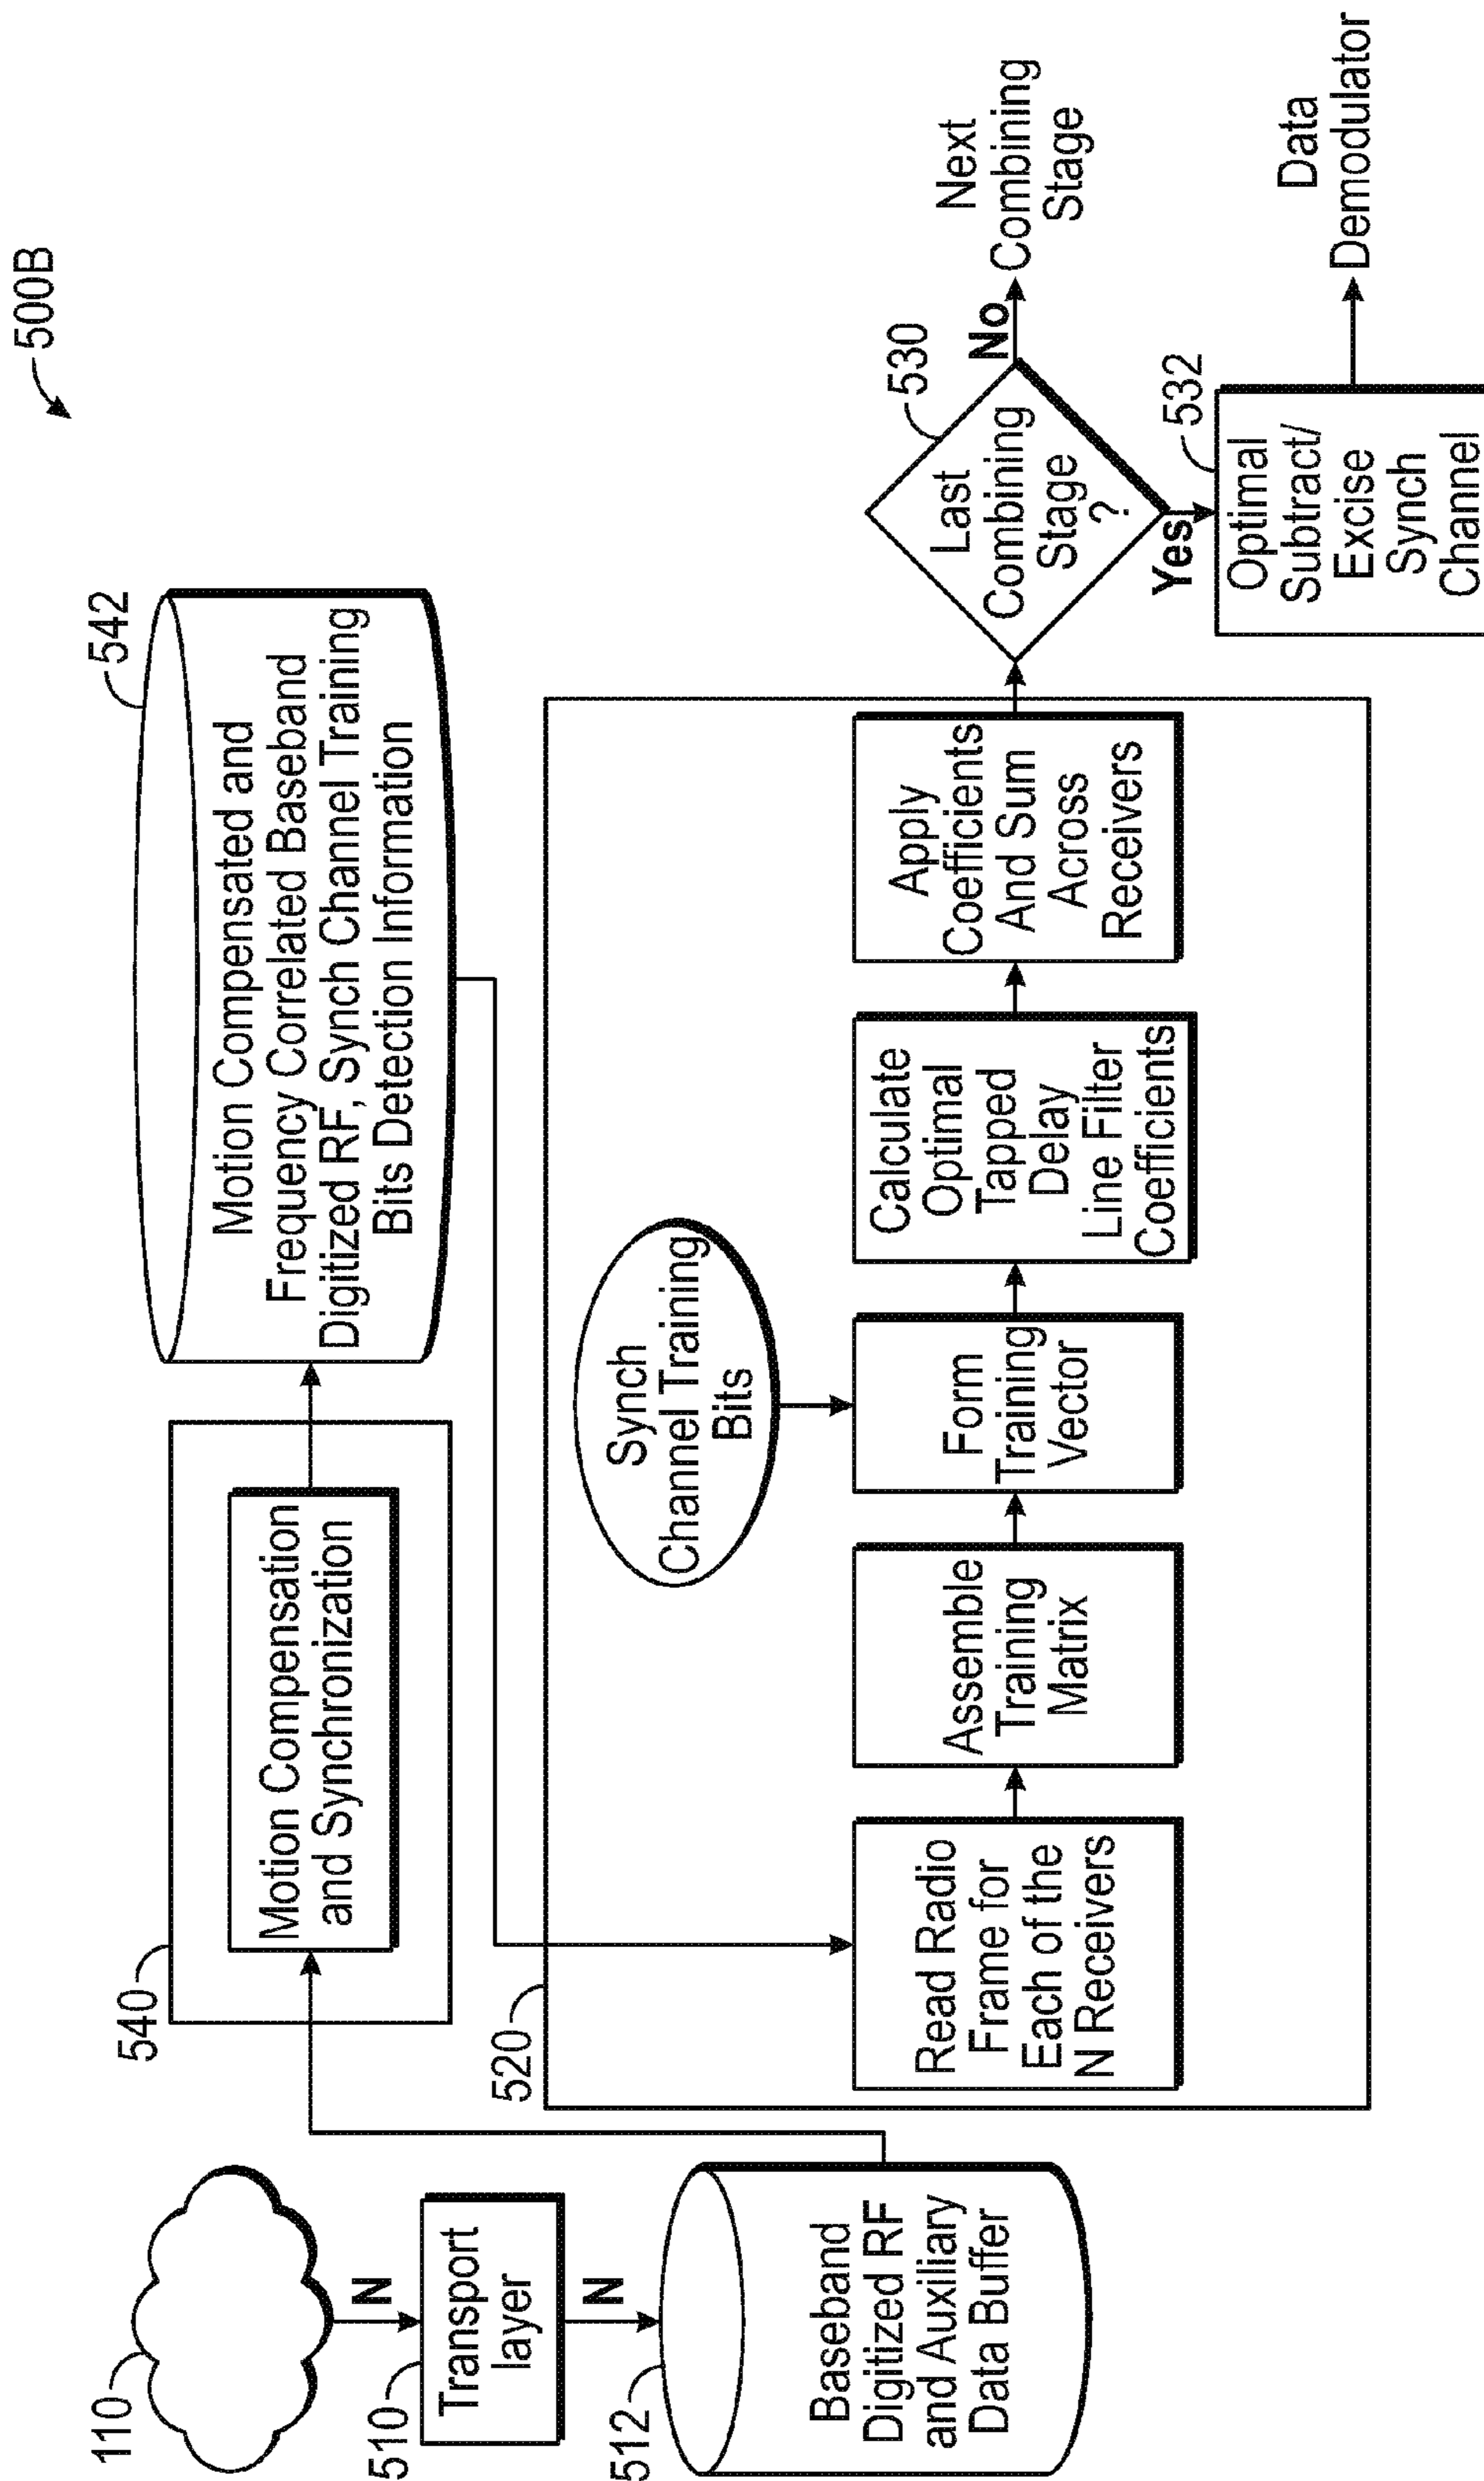 500B
110
N
510
Transport
layer
N
512
Baseband
Digitized RF
and Auxiliary
Data Buffer
540
Motion Compensation
and Synchronization
542
Motion Compensated and
Frequency Correlated Baseband
Digitized RF, Synch Channel Training
Bits Detection Information
520
Synch
Channel Training
Bits
Read Radio
Frame for
Each of the
N Receivers
Assemble
Training
Matrix
Form
Training
Vector
Calculate
Optimal
Tapped
Delay
Line Filter
Coefficients
Apply
Coefficients
And Sum
Across
Receivers
530
Last
Combining
Stage
?
No
Next
Combining
Stage
Yes
532
Optimal
Subtract/
Excise
Synch
Channel
Data
Demodulator